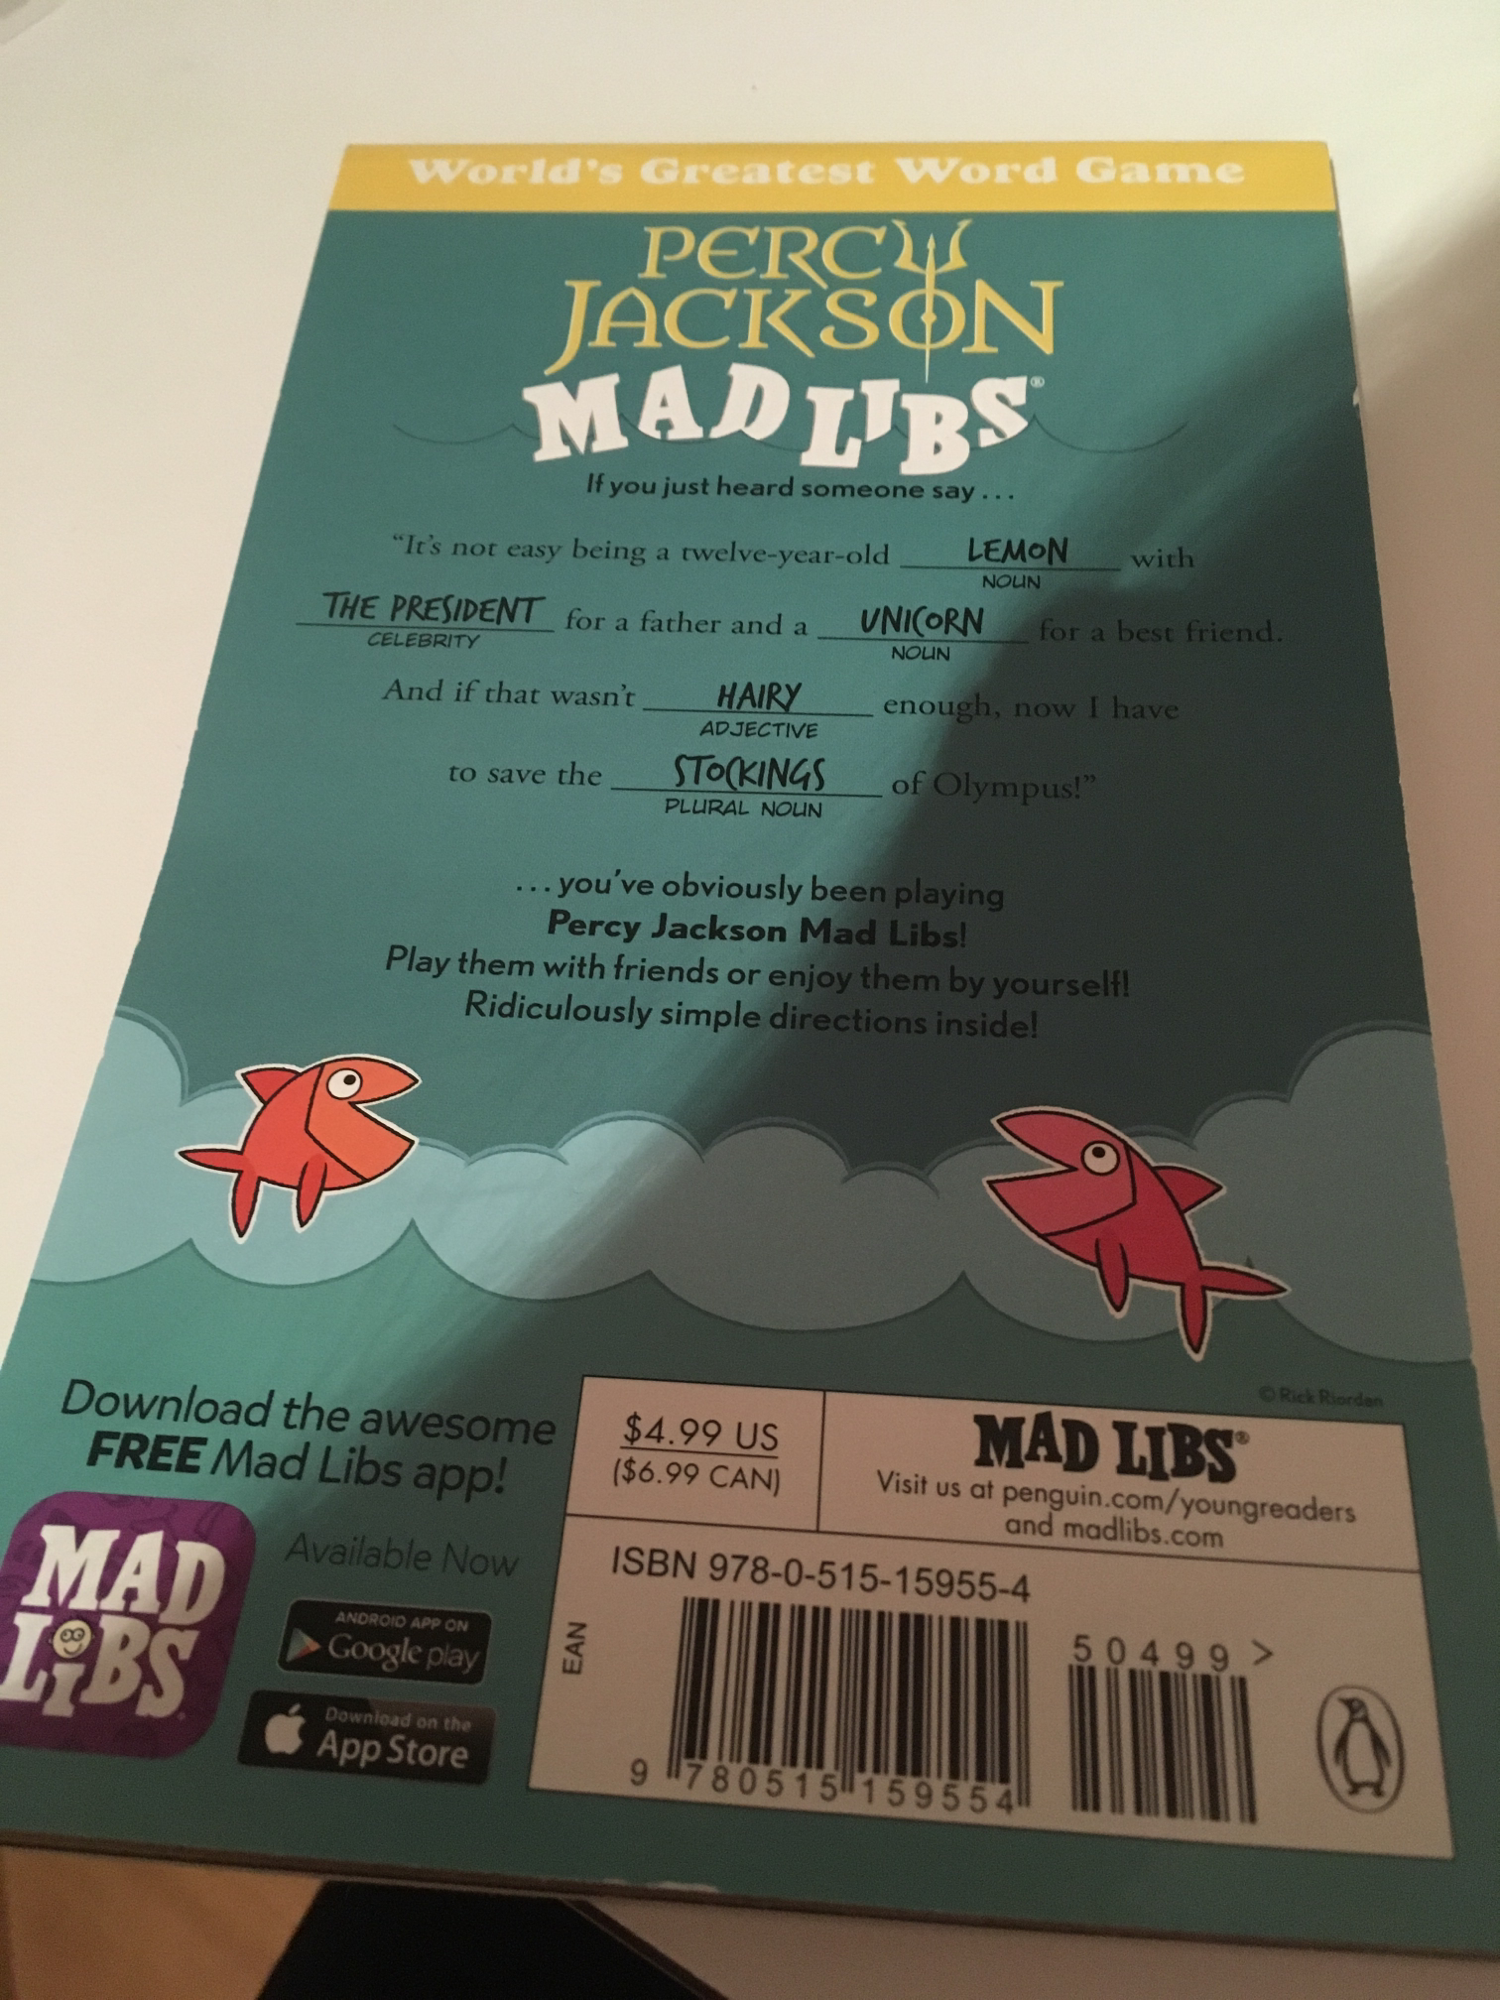 World's Greatest Word Game
PERCY
JACKSON
MAD LIBS®
If you just heard someone say . . .
“It's not easy being a twelve-year-old LEMON with
NOUN
THE PRESIDENT for a father and a UNICORN for a best friend.
CELEBRITY NOUN
And if that wasn't HAIRY enough, now I have
ADJECTIVE
to save the STOCKINGS of Olympus!”
PLURAL NOUN
. . . you've obviously been playing
Percy Jackson Mad Libs!
Play them with friends or enjoy them by yourself!
Ridiculously simple directions inside!
© Rick Riordan
Download the awesome
FREE Mad Libs app!
MAD
LiBS
Available Now
ANDROID APP ON
Google play
Download on the
App Store
$4.99 US
($6.99 CAN)
MAD LIBS®
Visit us at penguin.com/youngreaders
and madlibs.com
ISBN 978-0-515-15955-4
EAN
50499 >
9 780515 159554